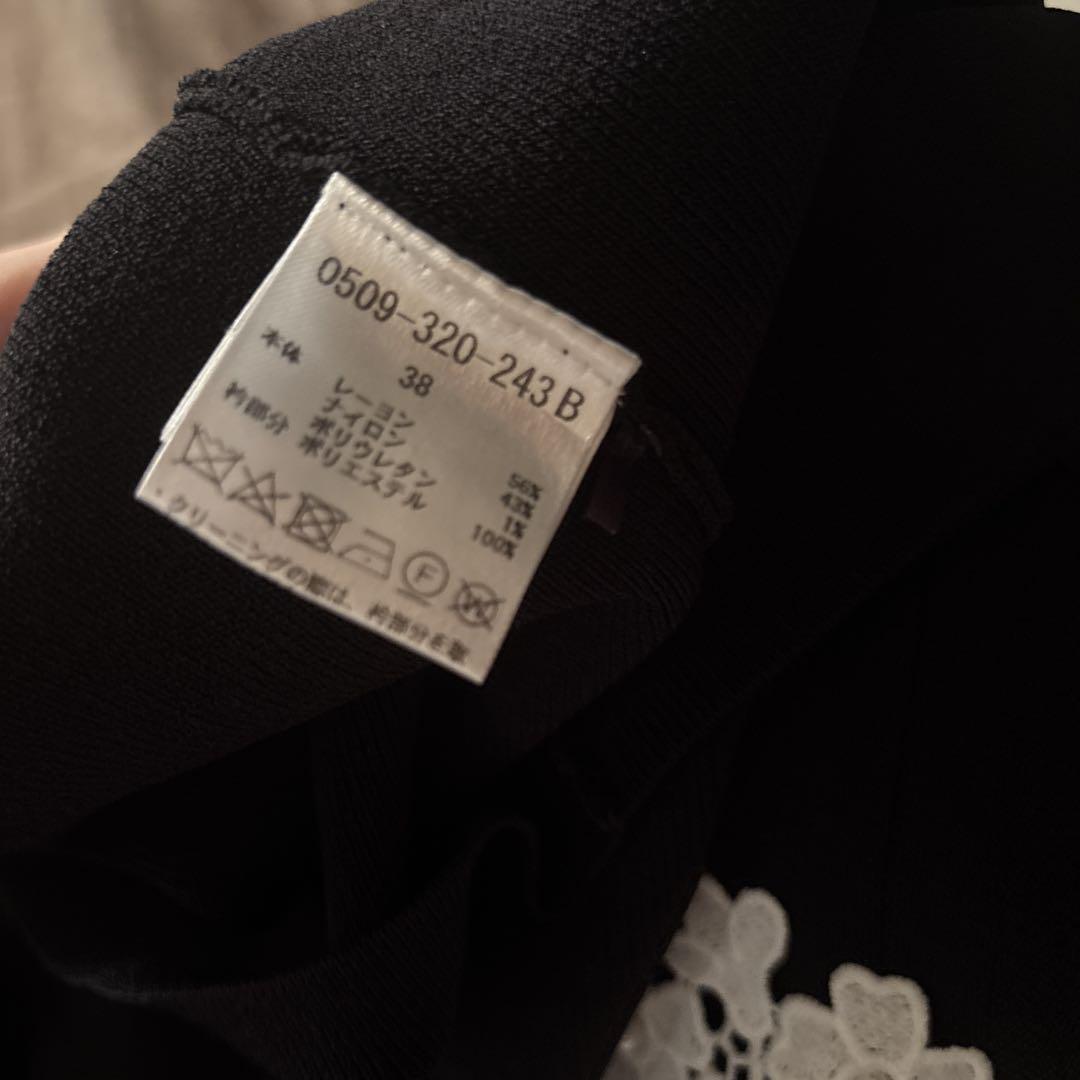 0509-320-243B
38
本体 レーヨン 56%
ナイロン 43%
ポリウレタン 1%
衿部分 ポリエステル 100%
F W
・クリーニングの際は、衿部分を取